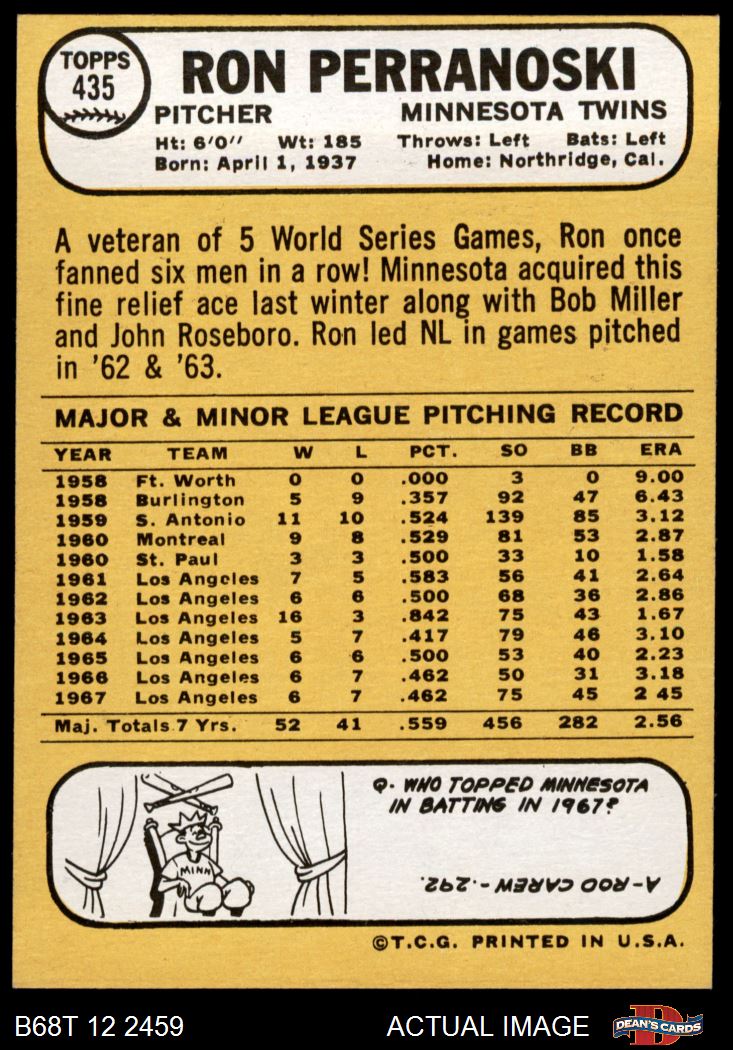 TOPPS
435
RON PERRANOSKI
PITCHER MINNESOTA TWINS
Ht: 6'0" Wt: 185 Throws: Left Bats: Left
Born: April 1, 1937 Home: Northridge, Cal.
A veteran of 5 World Series Games, Ron once
fanned six men in a row! Minnesota acquired this
fine relief ace last winter along with Bob Miller
and John Roseboro. Ron led NL in games pitched
in '62 & '63.
MAJOR & MINOR LEAGUE PITCHING RECORD
YEAR TEAM W L PCT. SO BB ERA
1958 Ft. Worth 0 0 .000 3 0 9.00
1958 Burlington 5 9 .357 92 47 6.43
1959 S. Antonio 11 10 .524 139 85 3.12
1960 Montreal 9 8 .529 81 53 2.87
1960 St. Paul 3 3 .500 33 10 1.58
1961 Los Angeles 7 5 .583 56 41 2.64
1962 Los Angeles 6 6 .500 68 36 2.86
1963 Los Angeles 16 3 .842 75 43 1.67
1964 Los Angeles 5 7 .417 79 46 3.10
1965 Los Angeles 6 6 .500 53 40 2.23
1966 Los Angeles 6 7 .462 50 31 3.18
1967 Los Angeles 6 7 .462 75 45 2 45
Maj. Totals 7 Yrs. 52 41 .559 456 282 2.56
Q- WHO TOPPED MINNESOTA
IN BATTING IN 1967?
MINN
A-ROD CAREW-.292.
©T.C.G. PRINTED IN U.S.A.
B68T 12 2459 ACTUAL IMAGE DEAN'S CARDS